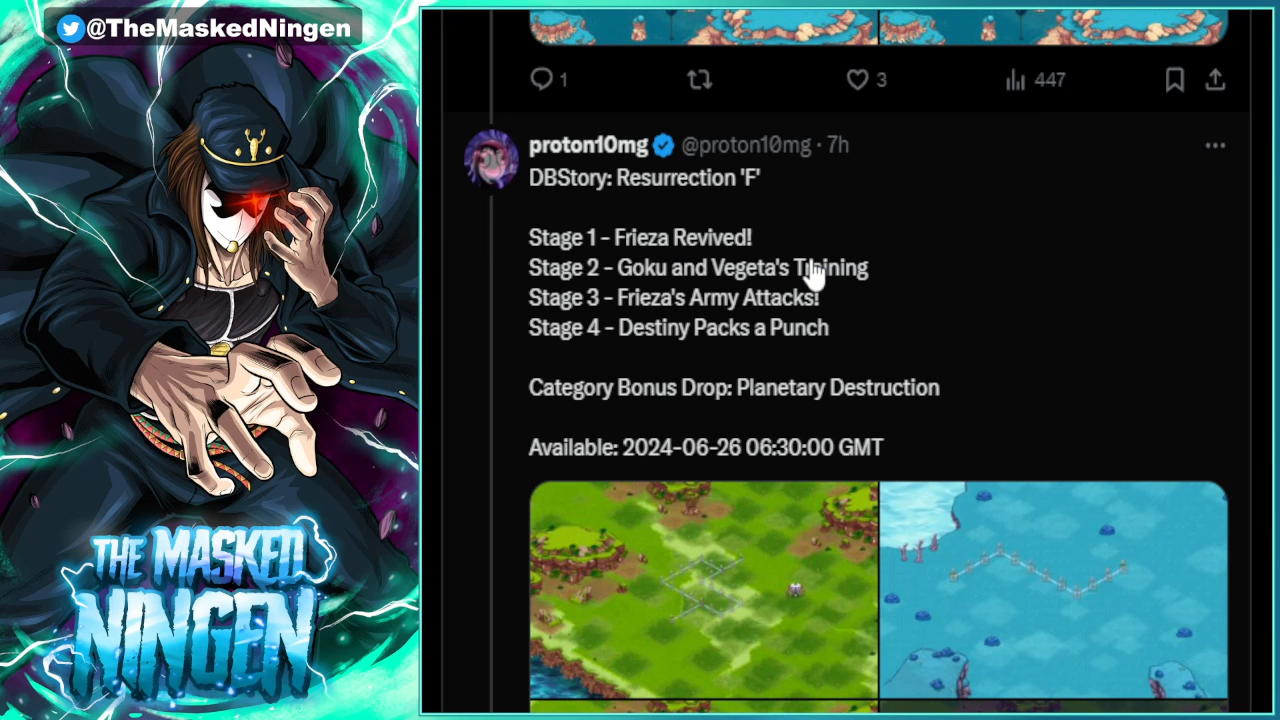 @TheMaskedNingen
THE MASKED
NINGEN
1
3
447
proton10mg @proton10mg · 7h
DBStory: Resurrection 'F'
Stage 1 - Frieza Revived!
Stage 2 - Goku and Vegeta's Training
Stage 3 - Frieza's Army Attacks!
Stage 4 - Destiny Packs a Punch
Category Bonus Drop: Planetary Destruction
Available: 2024-06-26 06:30:00 GMT